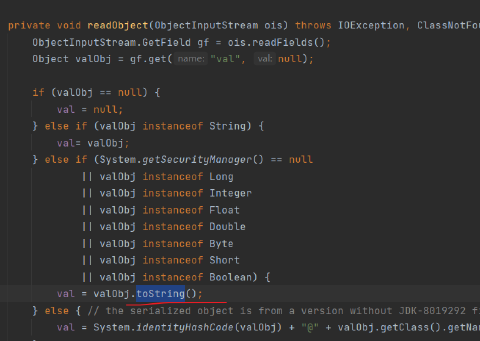 private void readObject(ObjectInputStream ois) throws IOException, ClassNotFou
ObjectInputStream.GetField gf = ois.readFields();
Object valObj = gf.get( name: "val", val: null);
if (valObj == null) {
val = null;
} else if (valObj instanceof String) {
val= valObj;
} else if (System.getSecurityManager() == null
|| valObj instanceof Long
|| valObj instanceof Integer
|| valObj instanceof Float
|| valObj instanceof Double
|| valObj instanceof Byte
|| valObj instanceof Short
|| valObj instanceof Boolean) {
val = valObj.toString();
} else { // the serialized object is from a version without JDK-8019292 fi
val = System.identityHashCode(valObj) + "@" + valObj.getClass().getNam